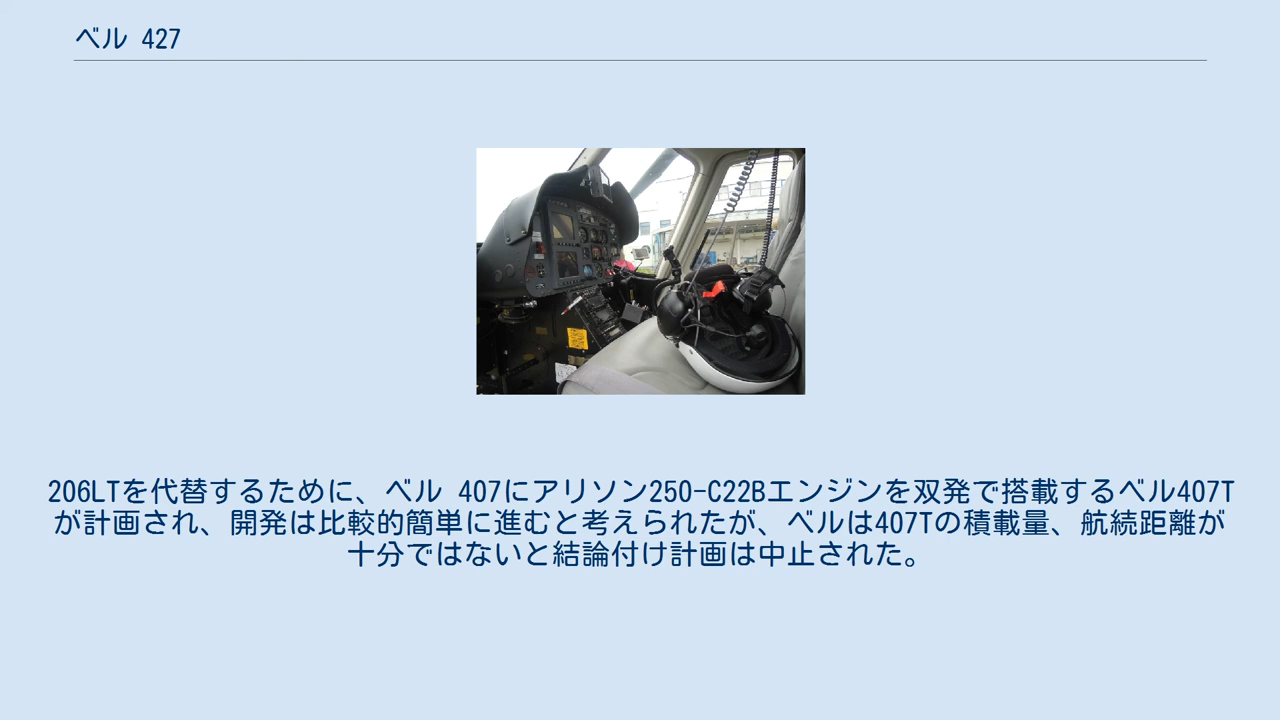 ベル 427
206LTを代替するために、ベル 407にアリソン250-C22Bエンジンを双発で搭載するベル407T
が計画され、開発は比較的簡単に進むと考えられたが、ベルは407Tの積載量、航続距離が
十分ではないと結論付け計画は中止された。